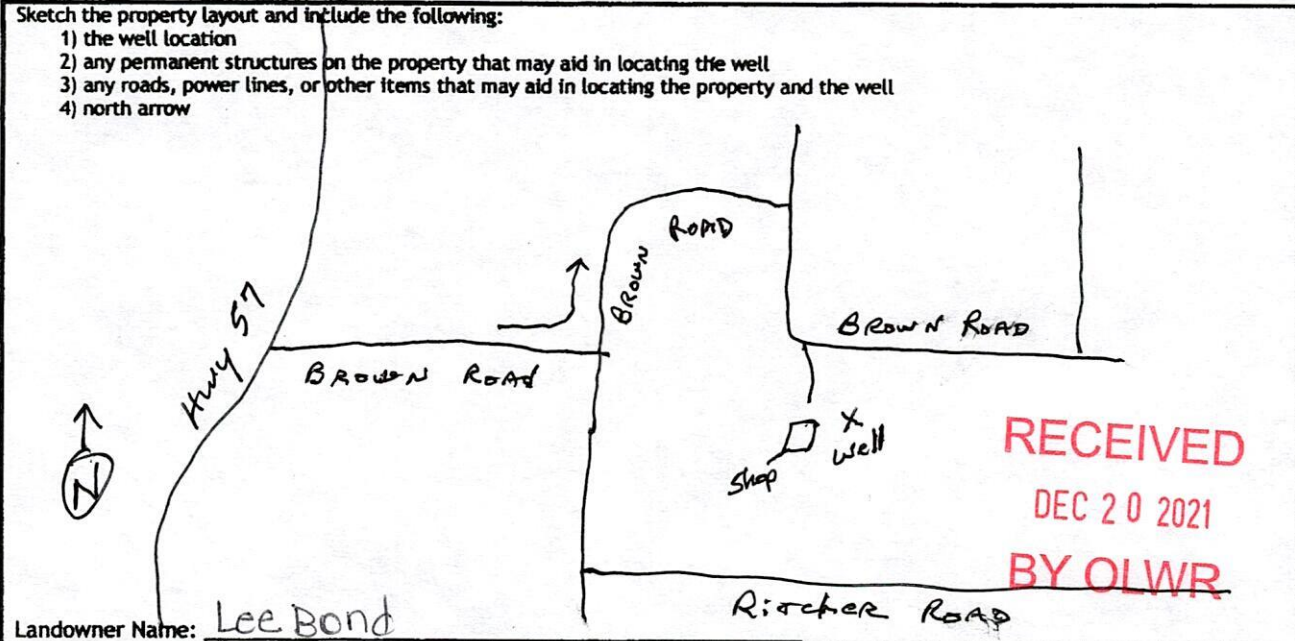 Sketch the property layout and include the following:
1) the well location
2) any permanent structures on the property that may aid in locating the well
3) any roads, power lines, or other items that may aid in locating the property and the well
4) north arrow
ROAD
BROWN
Hwy 57
BROWN ROAD
BROWN ROAD
N
X
well
Shop
RECEIVED
DEC 20 2021
BY OLWR
Ritcher ROAD
Landowner Name: Lee Bond